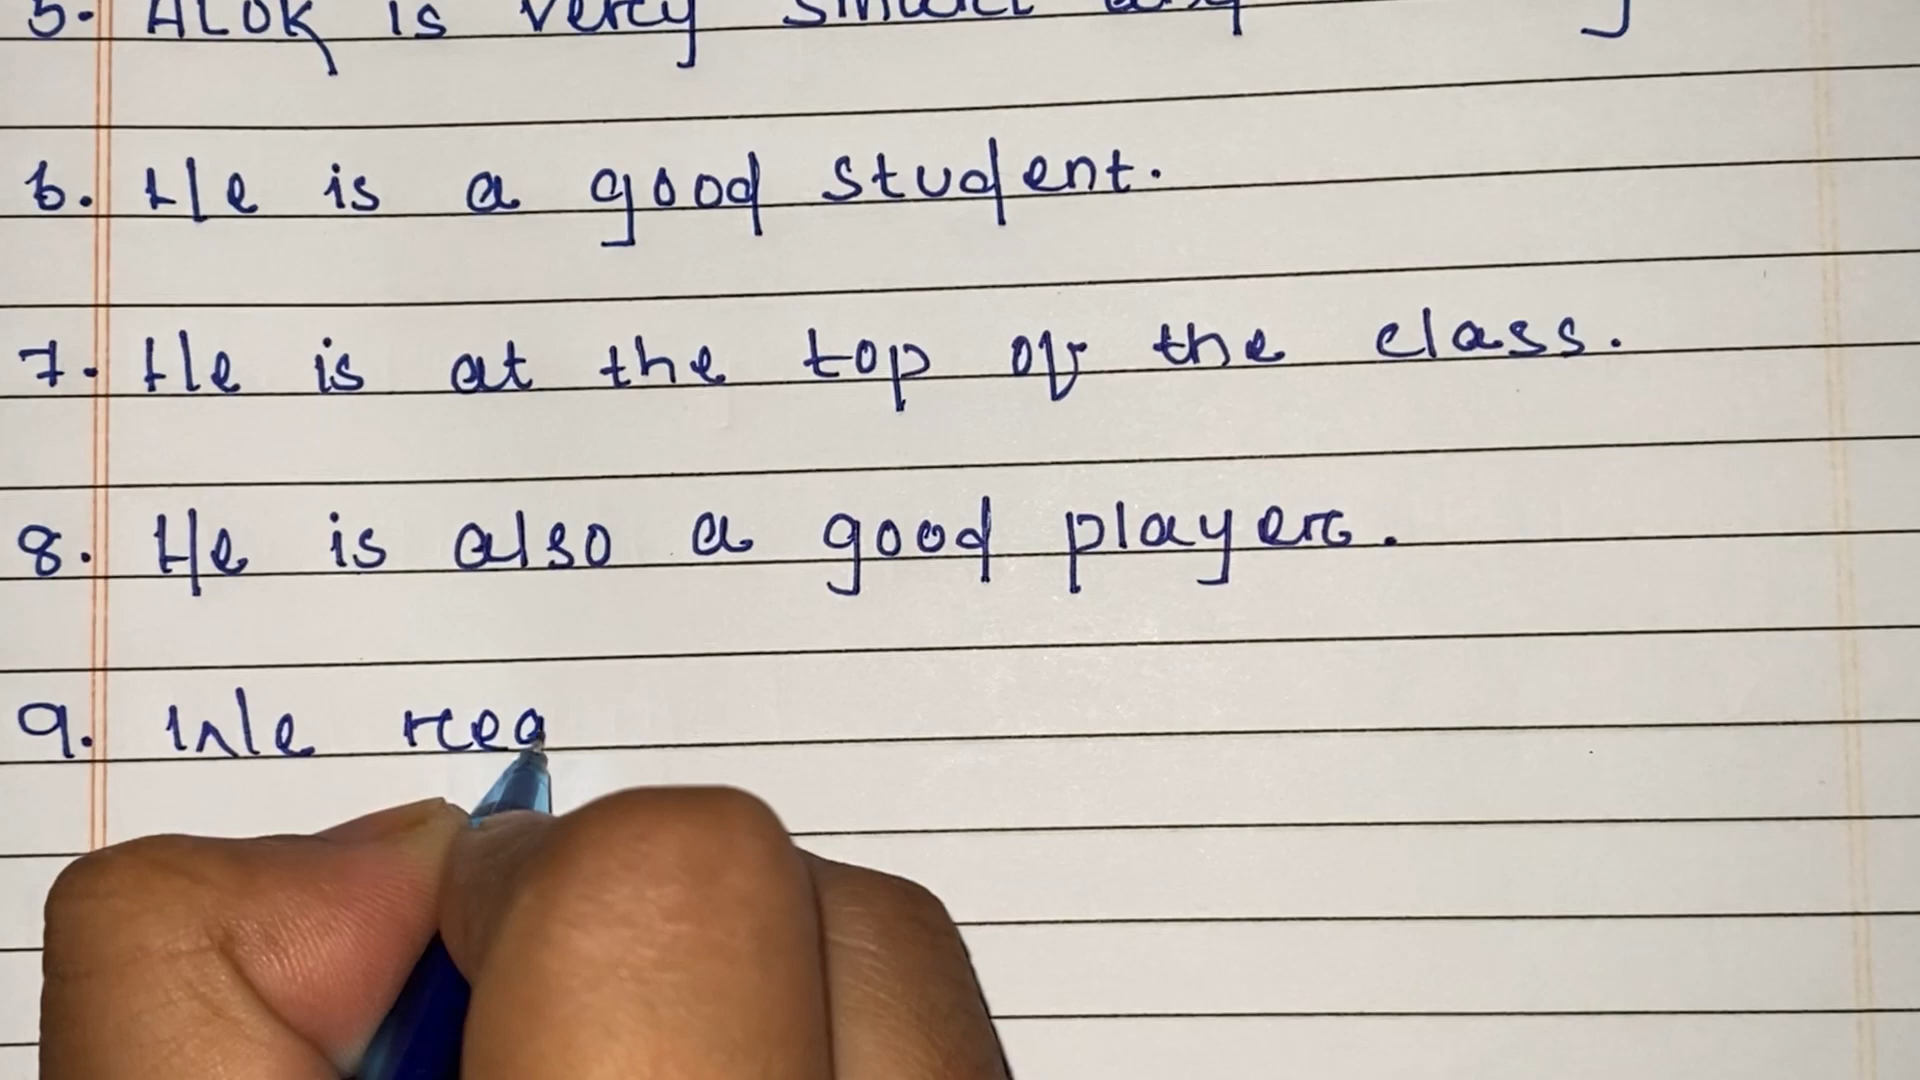 5. Alok is very
6. He is a good student.
7. He is at the top of the class.
8. He is also a good player.
9. We rea